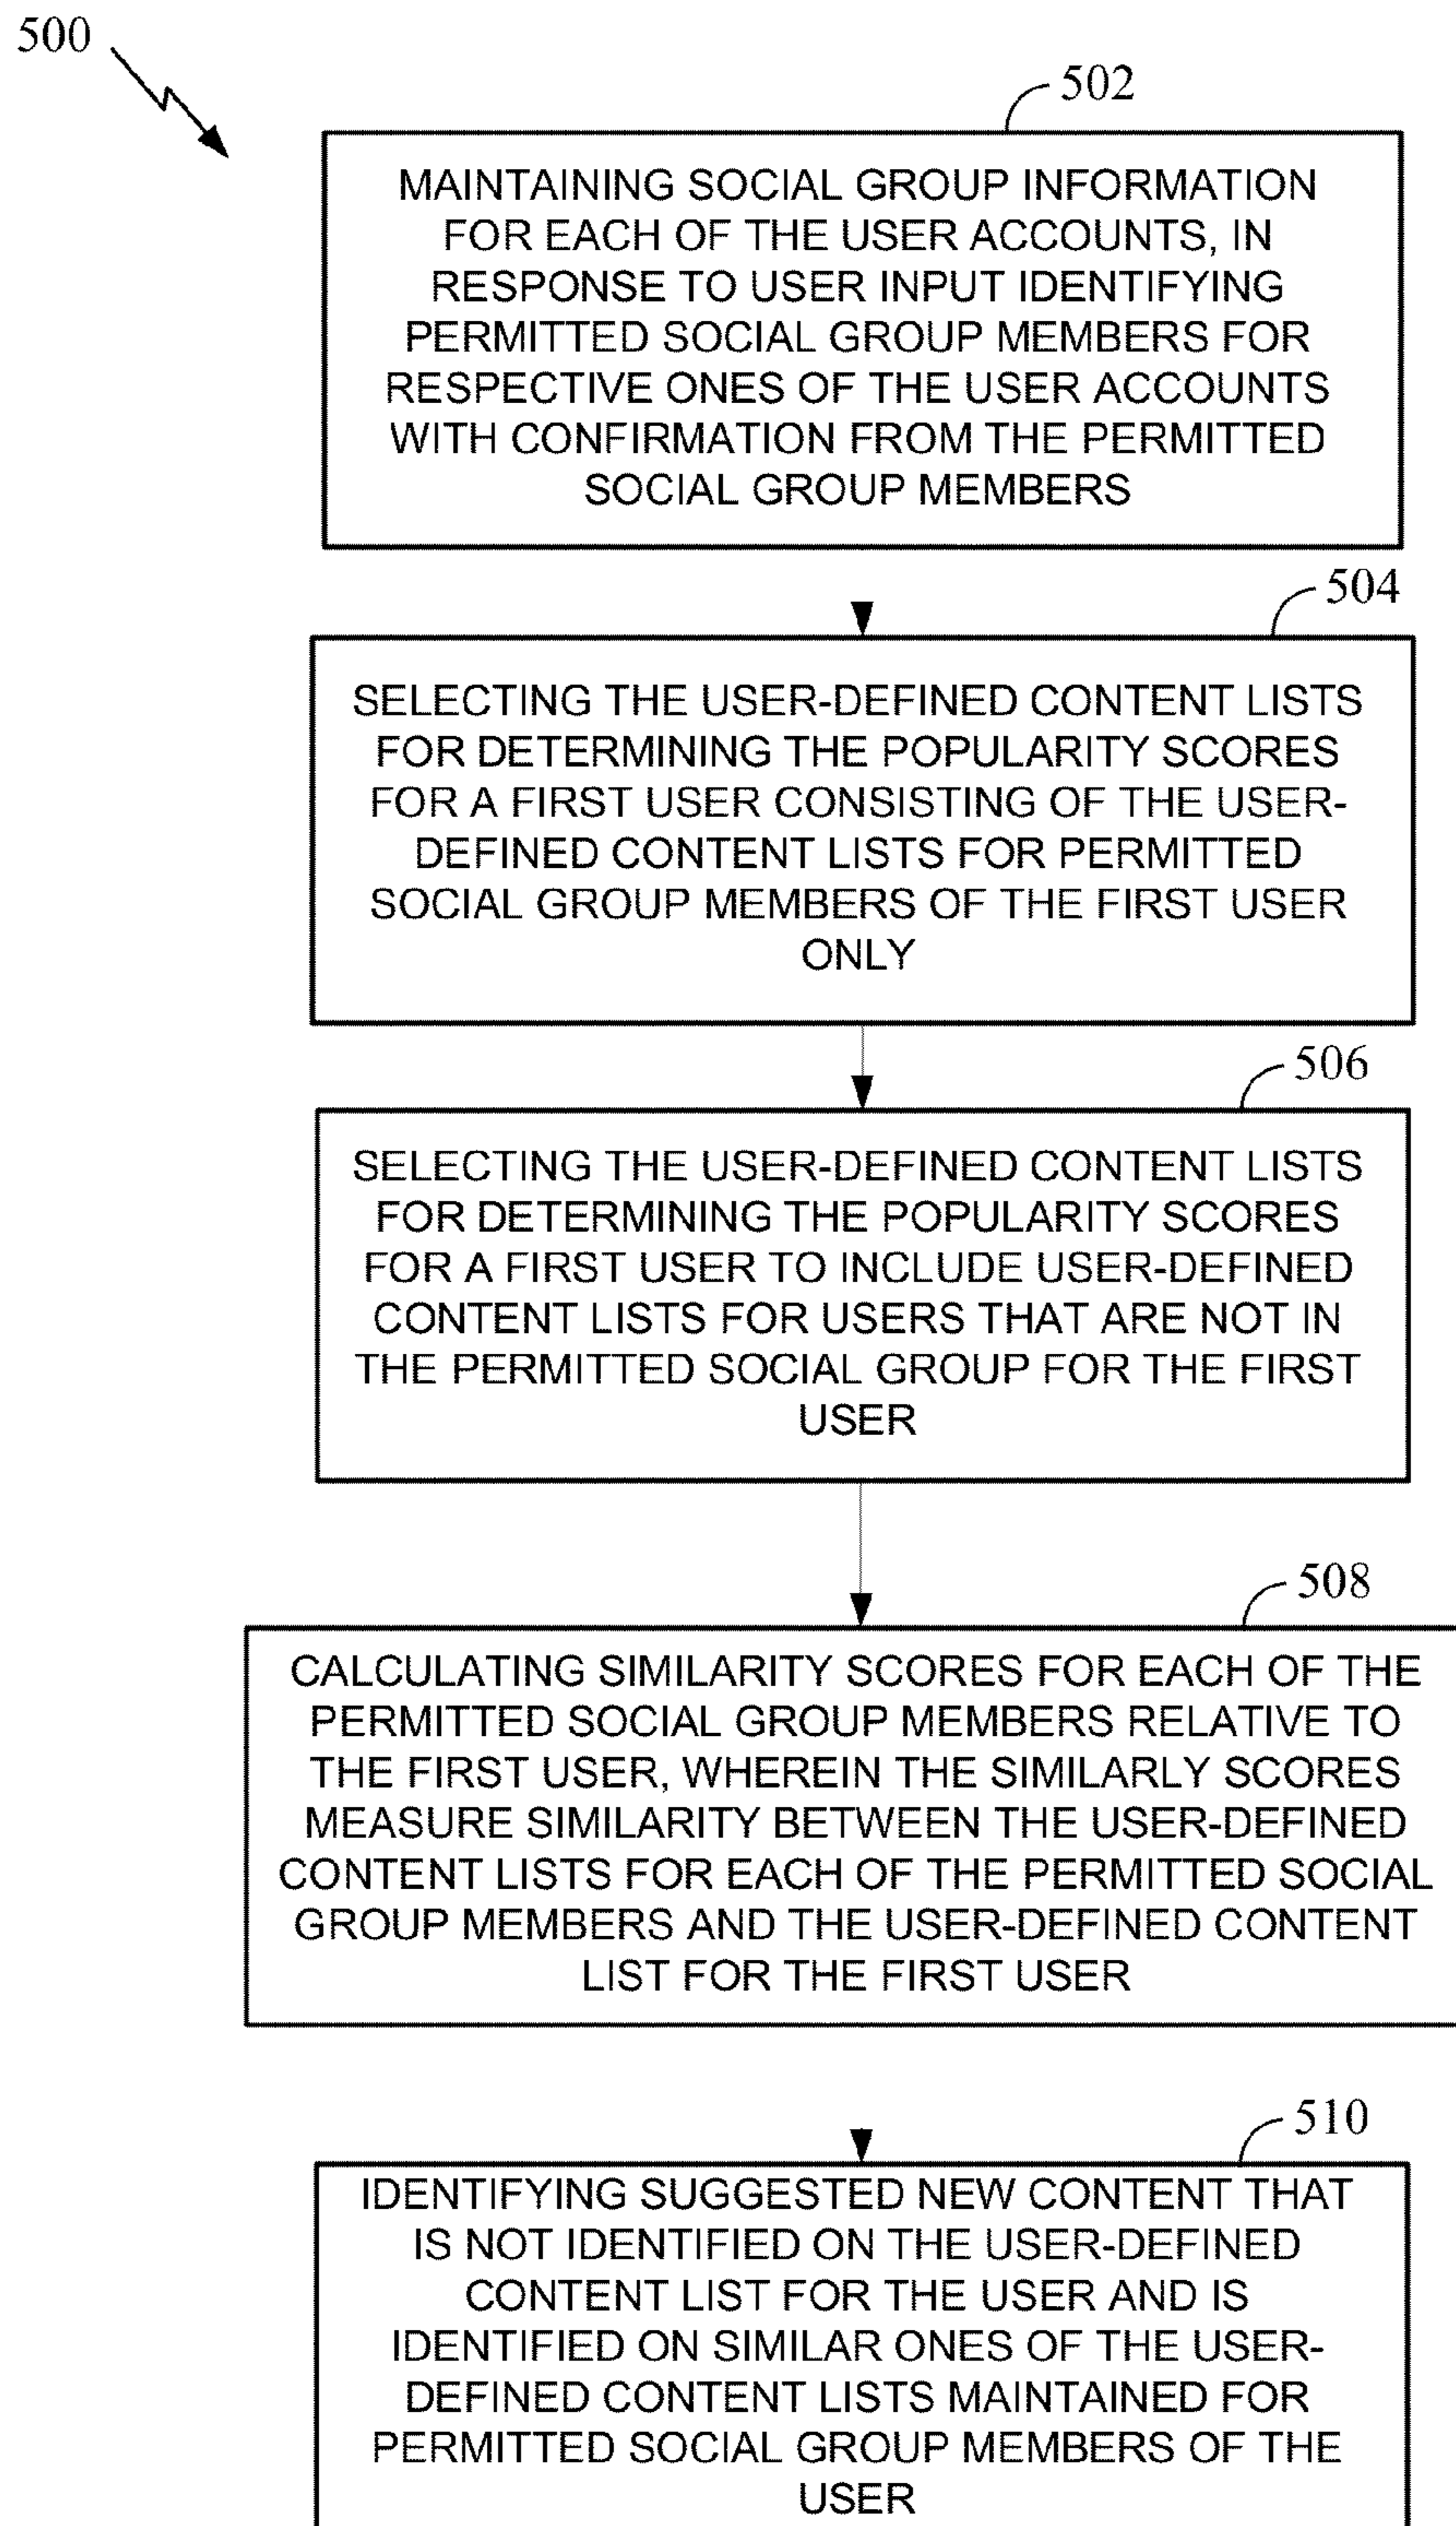 500
502
MAINTAINING SOCIAL GROUP INFORMATION
FOR EACH OF THE USER ACCOUNTS, IN
RESPONSE TO USER INPUT IDENTIFYING
PERMITTED SOCIAL GROUP MEMBERS FOR
RESPECTIVE ONES OF THE USER ACCOUNTS
WITH CONFIRMATION FROM THE PERMITTED
SOCIAL GROUP MEMBERS
504
SELECTING THE USER-DEFINED CONTENT LISTS
FOR DETERMINING THE POPULARITY SCORES
FOR A FIRST USER CONSISTING OF THE USER-
DEFINED CONTENT LISTS FOR PERMITTED
SOCIAL GROUP MEMBERS OF THE FIRST USER
ONLY
506
SELECTING THE USER-DEFINED CONTENT LISTS
FOR DETERMINING THE POPULARITY SCORES
FOR A FIRST USER TO INCLUDE USER-DEFINED
CONTENT LISTS FOR USERS THAT ARE NOT IN
THE PERMITTED SOCIAL GROUP FOR THE FIRST
USER
508
CALCULATING SIMILARITY SCORES FOR EACH OF THE
PERMITTED SOCIAL GROUP MEMBERS RELATIVE TO
THE FIRST USER, WHEREIN THE SIMILARLY SCORES
MEASURE SIMILARITY BETWEEN THE USER-DEFINED
CONTENT LISTS FOR EACH OF THE PERMITTED SOCIAL
GROUP MEMBERS AND THE USER-DEFINED CONTENT
LIST FOR THE FIRST USER
510
IDENTIFYING SUGGESTED NEW CONTENT THAT
IS NOT IDENTIFIED ON THE USER-DEFINED
CONTENT LIST FOR THE USER AND IS
IDENTIFIED ON SIMILAR ONES OF THE USER-
DEFINED CONTENT LISTS MAINTAINED FOR
PERMITTED SOCIAL GROUP MEMBERS OF THE
USER